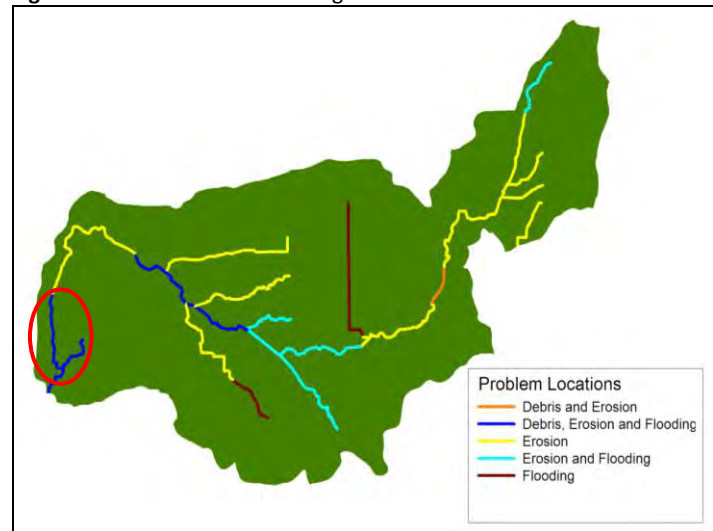 Problem Locations
Debris and Erosion
Debris, Erosion and Flooding
Erosion
Erosion and Flooding
Flooding